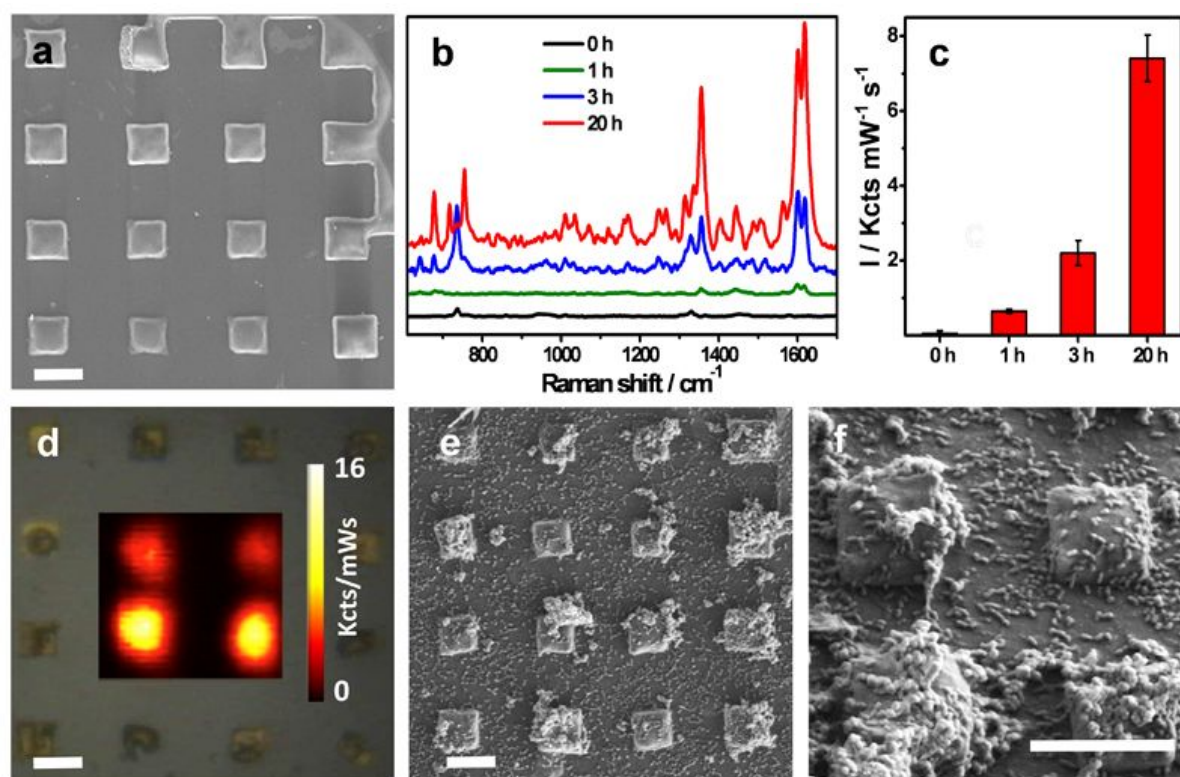 a
b
0 h
1 h
3 h
20 h
800
1000
1200
1400
1600
Raman shift / cm⁻¹
c
I / Kcts mW⁻¹ s⁻¹
8
6
4
2
0 h
1 h
3 h
20 h
d
16
Kcts/mWs
0
e
f